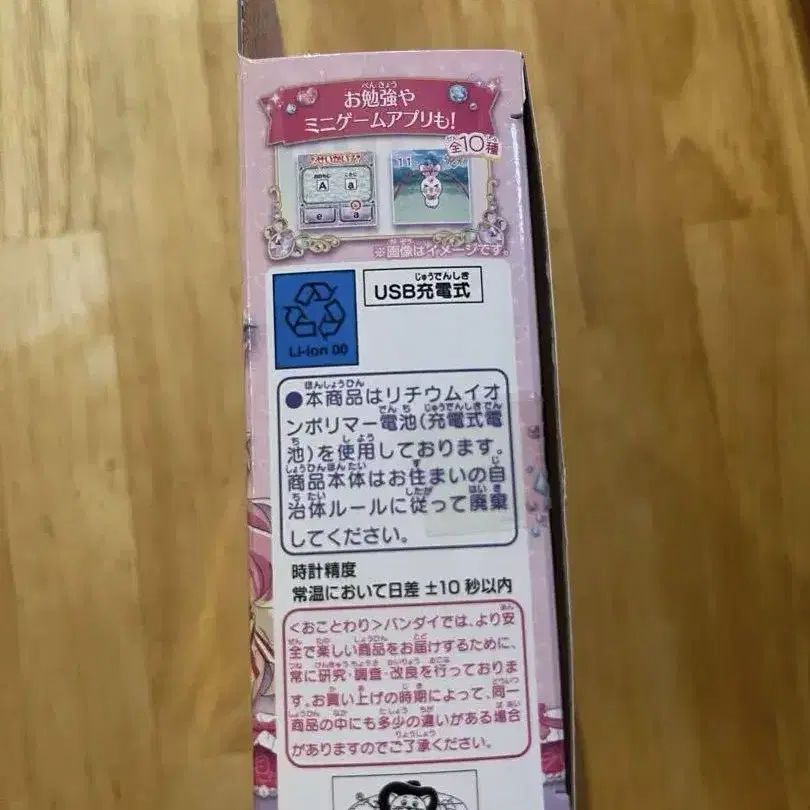 お勉強や
ミニゲームアプリも!
全10種
せいかい
A a
e a
11
※画像はイメージです。
USB充電式
Li-ion 00
●本商品はリチウムイオ
ンポリマー電池(充電式電
池)を使用しております。
商品本体はお住まいの自
治体ルールに従って廃棄
してください。
時計精度
常温において日差 ±10 秒以内
<おことわり>バンダイでは、より安
全で楽しい商品をお届けするために、
常に研究・調査・改良を行っておりま
す。お買い上げの時期によって、同一
商品の中にも多少の違いがある場合
がありますのでご了承ください。